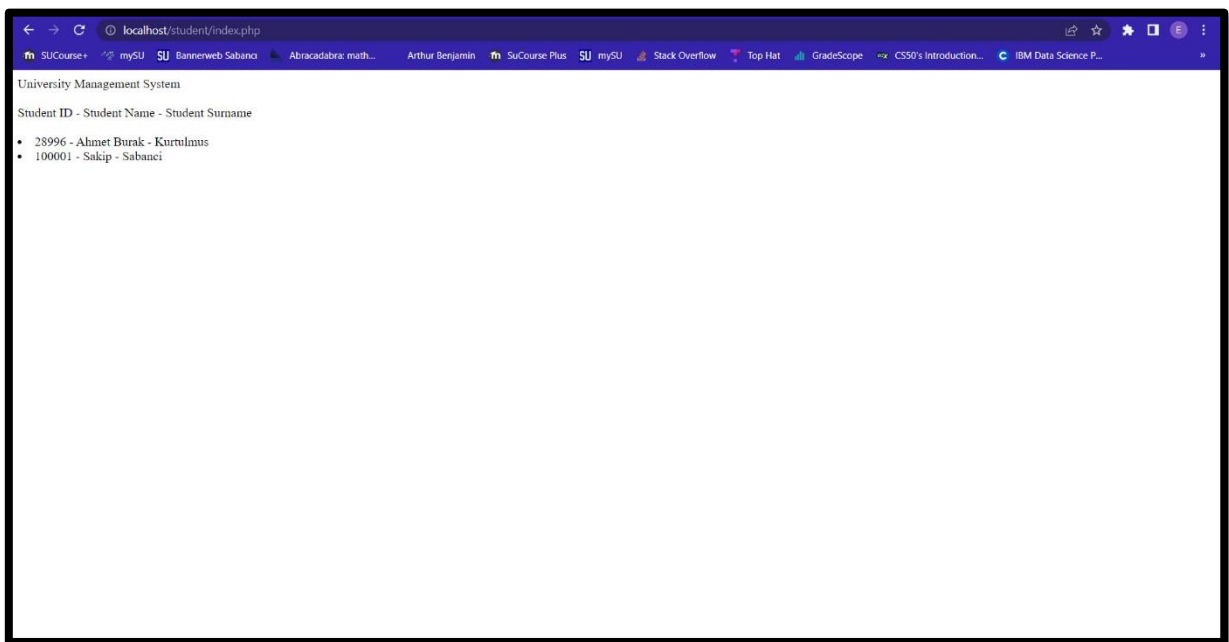 localhost/student/index.php
E
SUCourse+ mySU SU Bannerweb Sabancı Abracadabra: math... Arthur Benjamin SuCourse Plus SU mySU Stack Overflow Top Hat GradeScope CS50's Introduction... C IBM Data Science P... »
University Management System
Student ID - Student Name - Student Surname
• 28996 - Ahmet Burak - Kurtulmus
• 100001 - Sakip - Sabanci